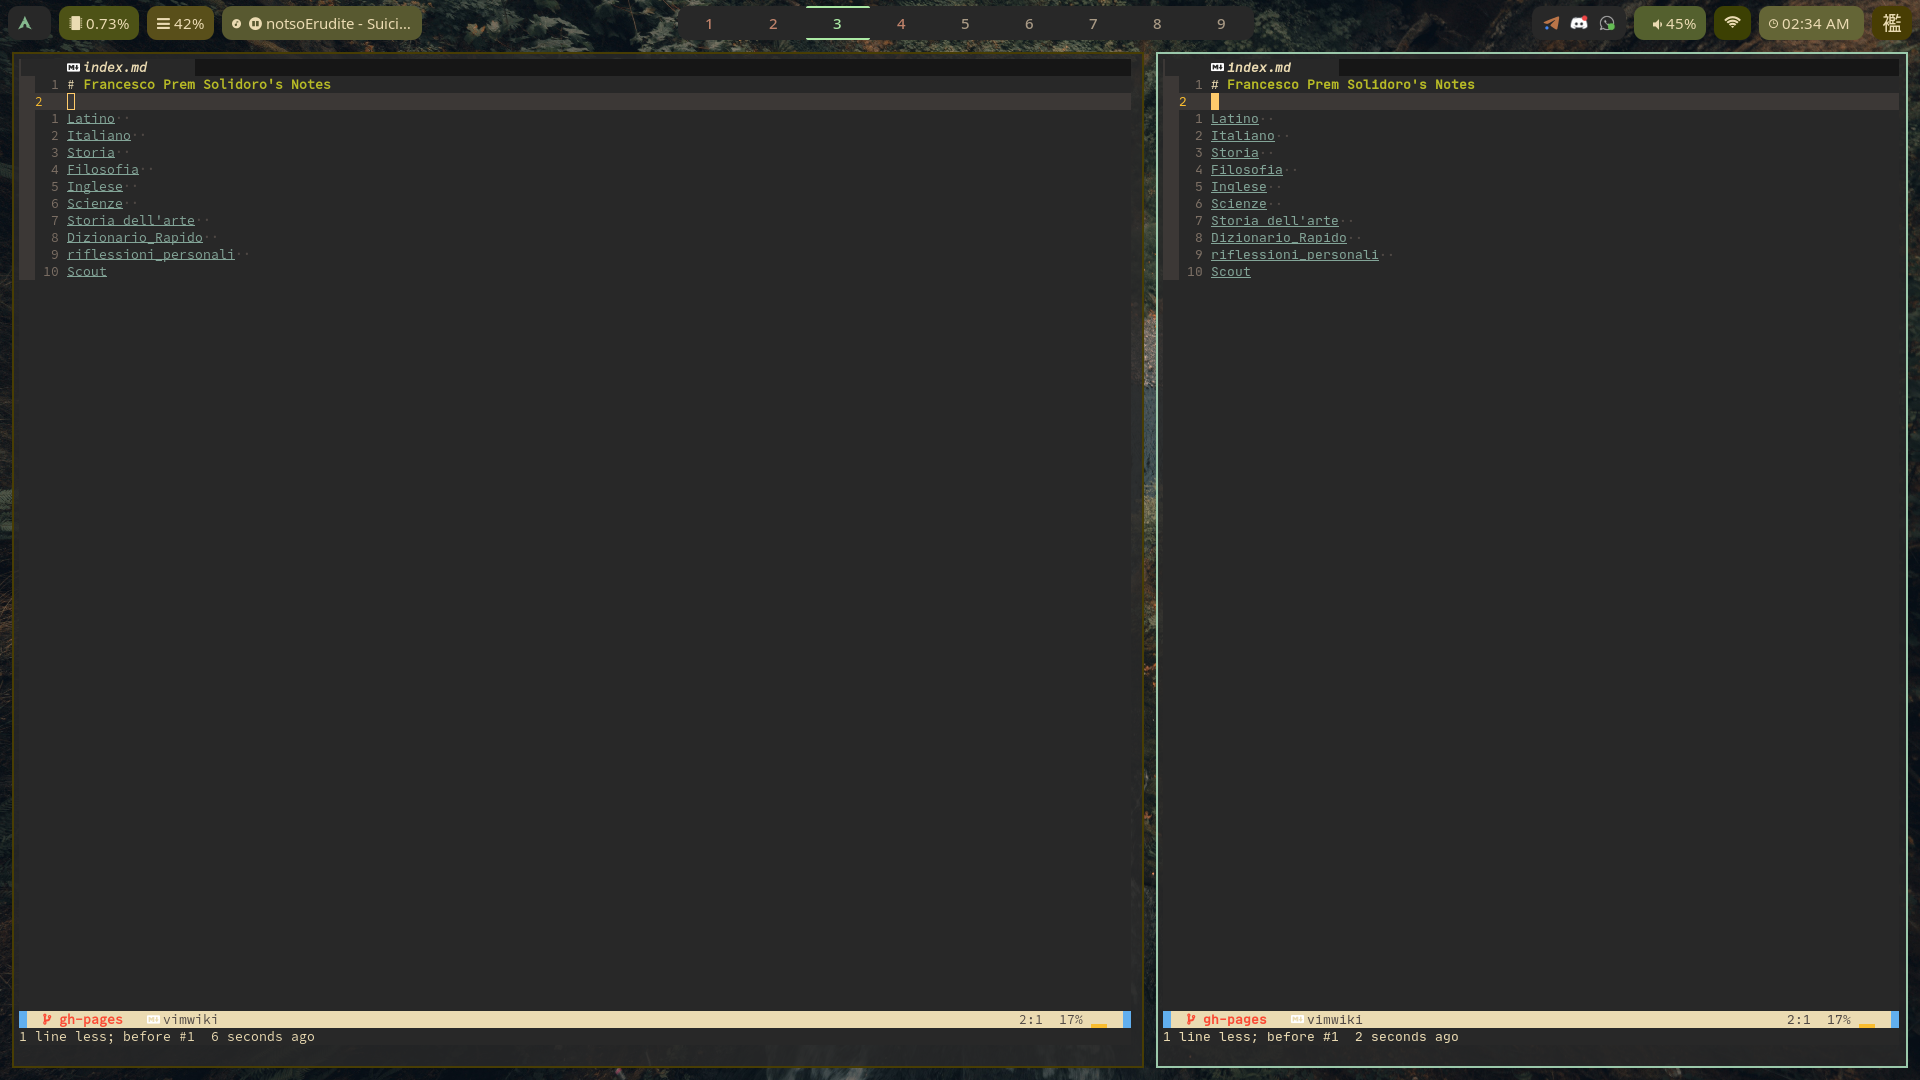 0.73%
42%
notsoErudite - Suici...
1 2 3 4 5 6 7 8 9
45%
02:34 AM
襤
index.md
1 # Francesco Prem Solidoro's Notes
2
1 Latino
2 Italiano
3 Storia
4 Filosofia
5 Inglese
6 Scienze
7 Storia dell'arte
8 Dizionario_Rapido
9 riflessioni_personali
10 Scout
gh-pages vimwiki 2:1 17%
1 line less; before #1 6 seconds ago
index.md
1 # Francesco Prem Solidoro's Notes
2
1 Latino
2 Italiano
3 Storia
4 Filosofia
5 Inglese
6 Scienze
7 Storia dell'arte
8 Dizionario_Rapido
9 riflessioni_personali
10 Scout
gh-pages vimwiki 2:1 17%
1 line less; before #1 2 seconds ago